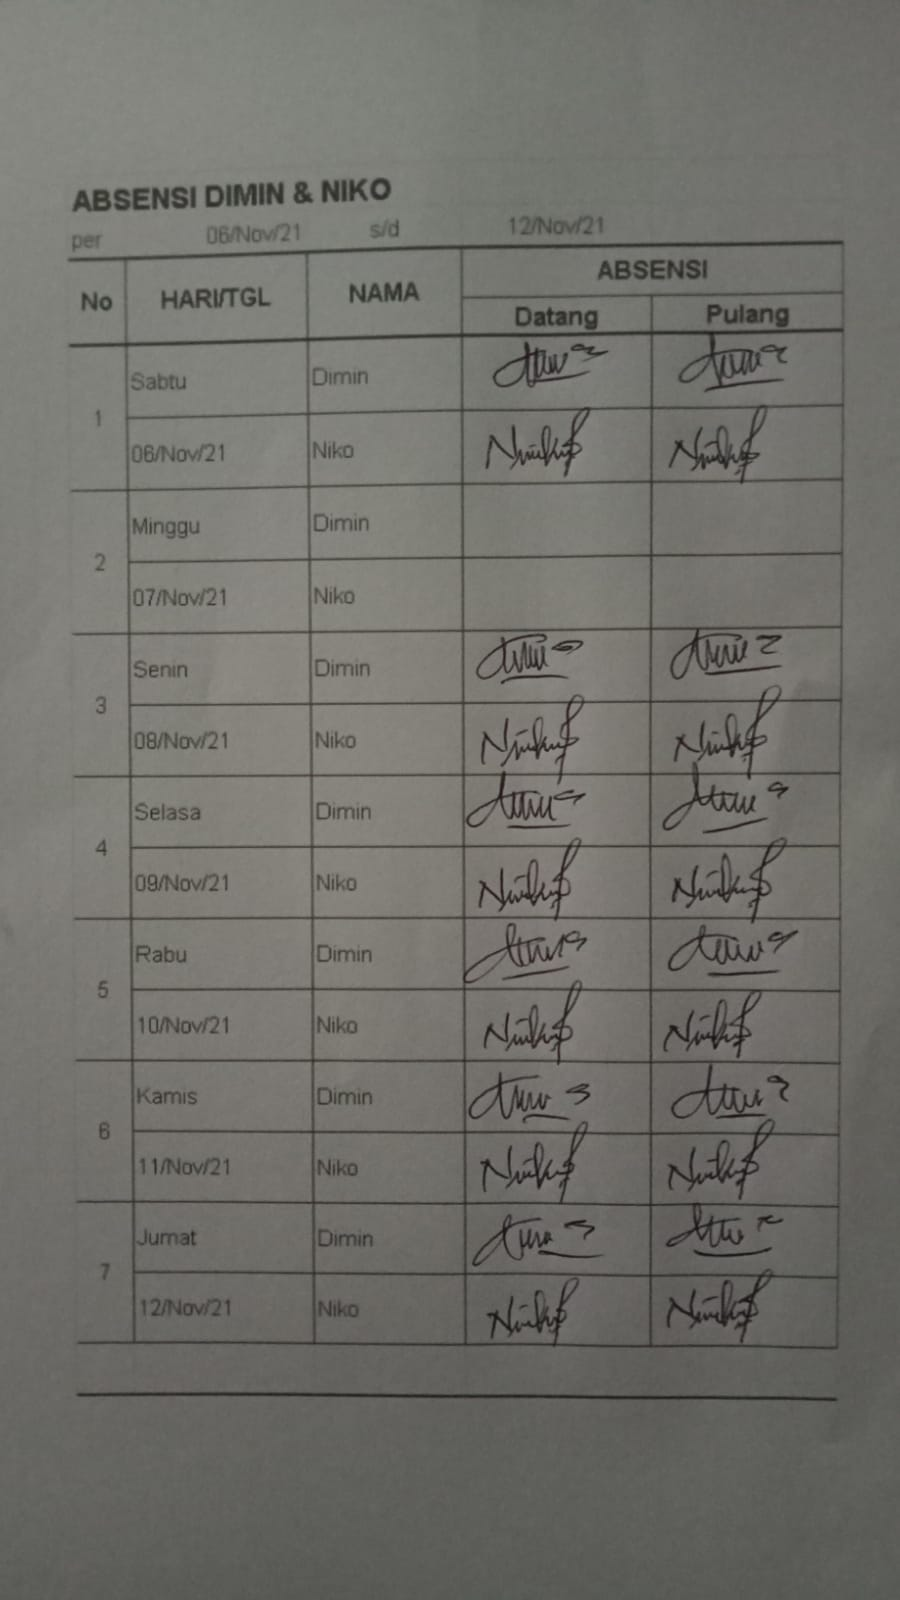 ABSENSI DIMIN & NIKO
per 06/Nov/21 s/d 12/Nov/21
No HARI/TGL NAMA ABSENSI
Datang Pulang
1 Sabtu Dimin
06/Nov/21 Niko
2 Minggu Dimin
07/Nov/21 Niko
3 Senin Dimin
08/Nov/21 Niko
4 Selasa Dimin
09/Nov/21 Niko
5 Rabu Dimin
10/Nov/21 Niko
6 Kamis Dimin
11/Nov/21 Niko
7 Jumat Dimin
12/Nov/21 Niko